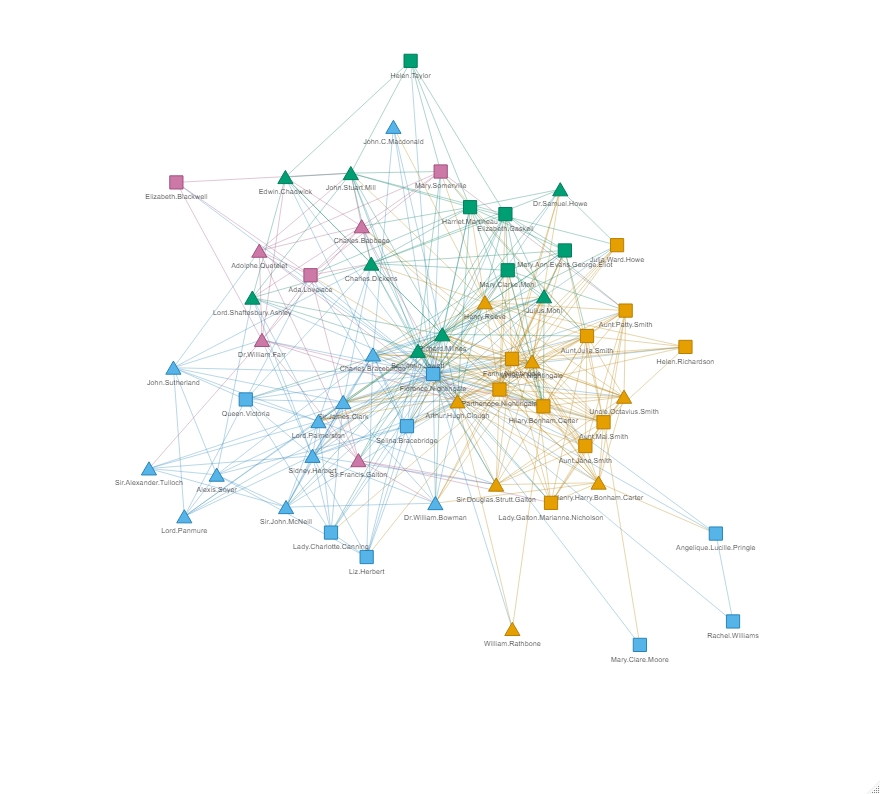 Helen.Taylor
John.C.Macdonald
Elizabeth.Blackwell
Edwin.Chadwick
John.Stuart.Mill
Mary.Somerville
Dr.Samuel.Howe
Harriet.Martineau
Elizabeth.Gaskell
Charles.Babbage
Julia.Ward.Howe
Adolphe.Quetelet
Mary.Ann.Evans.George.Eliot
Charles.Dickens
Mary.Clarke.Mohl
Ada.Lovelace
Lord.Shaftesbury.Ashley
Julius.Mohl
Henry.Reeve
Aunt.Patty.Smith
Richard.Milnes
Aunt.Julia.Smith
Dr.William.Farr
Helen.Richardson
Charles.Bracebridge
John.Sutherland
Florence.Nightingale
Parthenope.Nightingale
Queen.Victoria
Sir.James.Clark
Arthur.Hugh.Clough
Uncle.Octavius.Smith
Hilary.Bonham.Carter
Lord.Palmerston
Selina.Bracebridge
Aunt.Mai.Smith
Aunt.Jane.Smith
Sidney.Herbert
Sir.Francis.Galton
Sir.Alexander.Tulloch
Alexis.Soyer
Sir.Douglas.Strutt.Galton
Henry.Harry.Bonham.Carter
Lady.Galton.Marianne.Nicholson
Sir.John.McNeill
Dr.William.Bowman
Lord.Panmure
Lady.Charlotte.Canning
Angelique.Lucille.Pringle
Liz.Herbert
Rachel.Williams
William.Rathbone
Mary.Clare.Moore